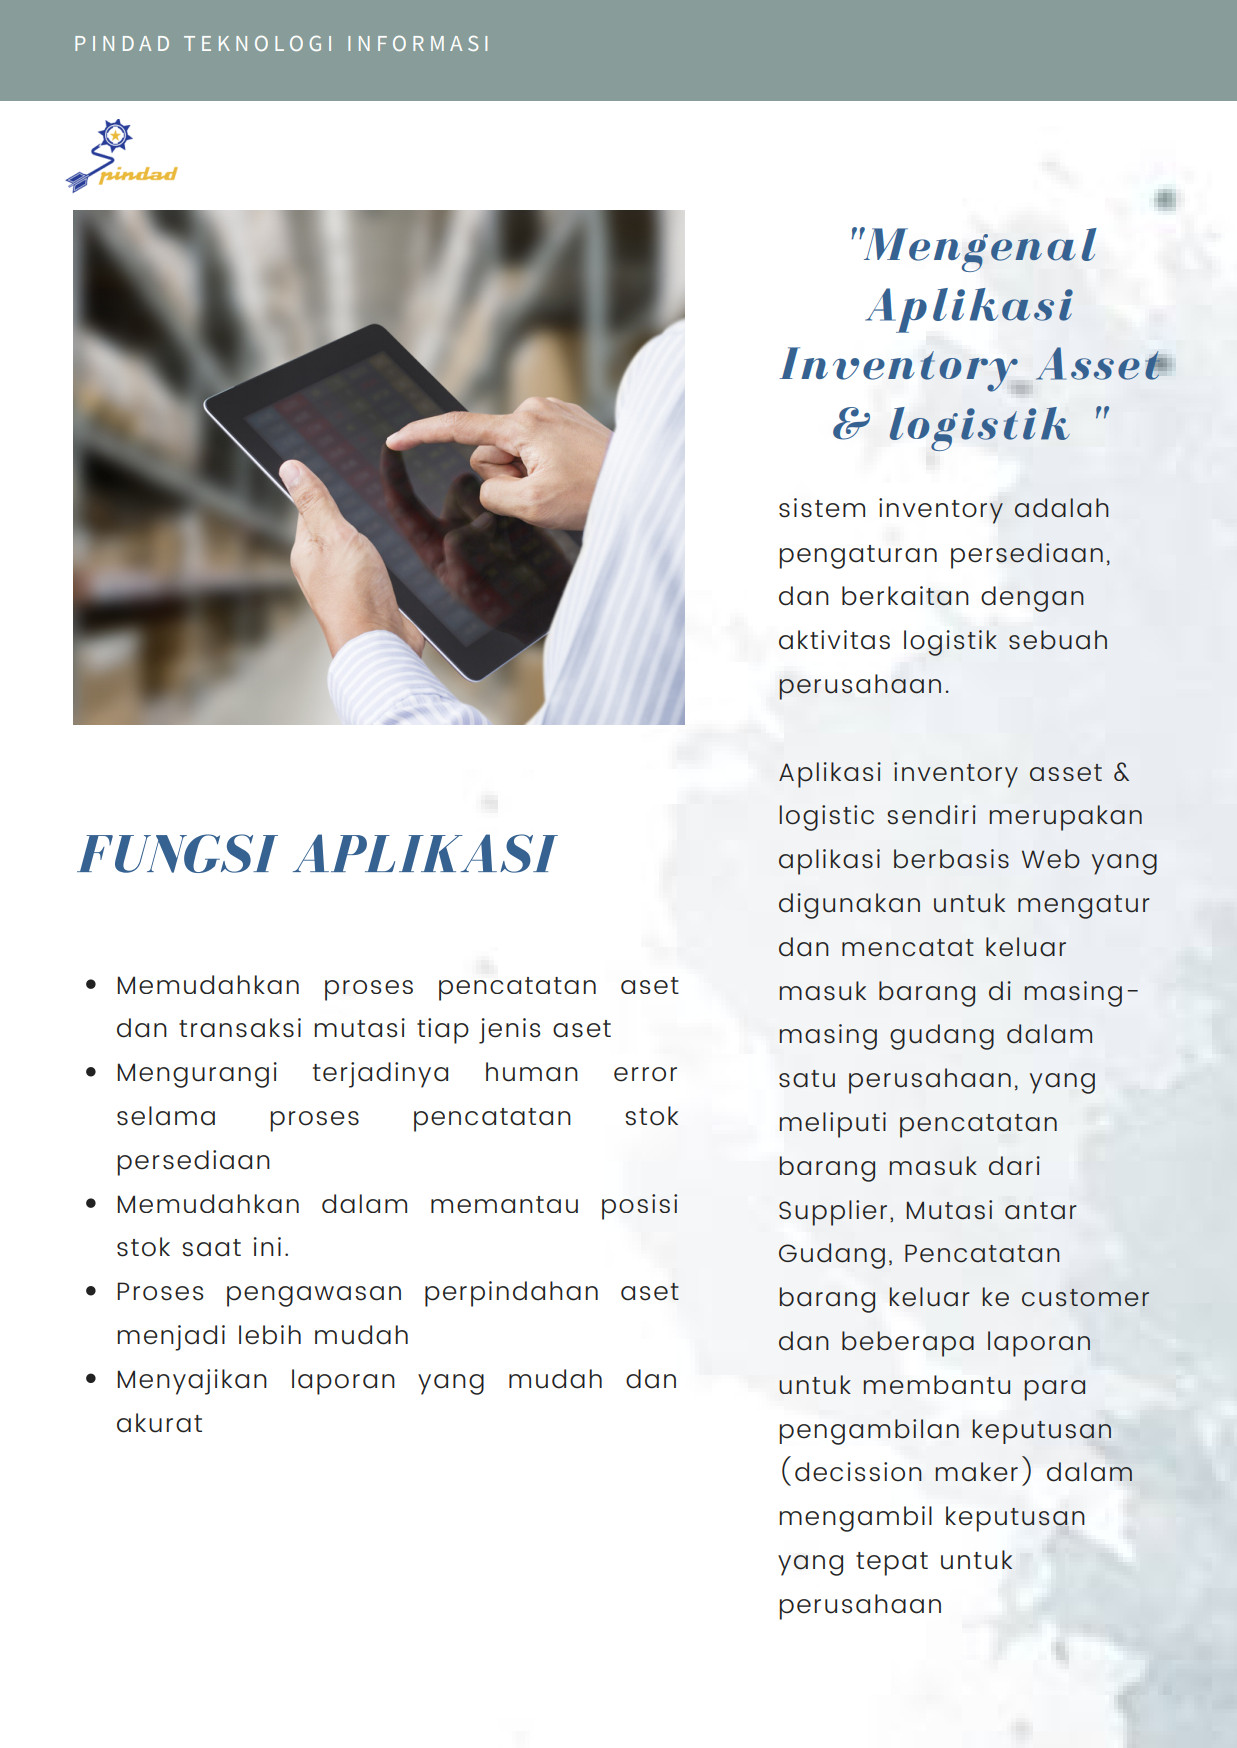 PINDAD TEKNOLOGI INFORMASI
pindad
"Mengenal
Aplikasi
Inventory Asset
& logistik "
sistem inventory adalah
pengaturan persediaan,
dan berkaitan dengan
aktivitas logistik sebuah
perusahaan.
Aplikasi inventory asset &
logistic sendiri merupakan
aplikasi berbasis Web yang
digunakan untuk mengatur
dan mencatat keluar
masuk barang di masing-
masing gudang dalam
satu perusahaan, yang
meliputi pencatatan
barang masuk dari
Supplier, Mutasi antar
Gudang, Pencatatan
barang keluar ke customer
dan beberapa laporan
untuk membantu para
pengambilan keputusan
(decission maker) dalam
mengambil keputusan
yang tepat untuk
perusahaan
FUNGSI APLIKASI
• Memudahkan proses pencatatan aset
dan transaksi mutasi tiap jenis aset
• Mengurangi terjadinya human error
selama proses pencatatan stok
persediaan
• Memudahkan dalam memantau posisi
stok saat ini.
• Proses pengawasan perpindahan aset
menjadi lebih mudah
• Menyajikan laporan yang mudah dan
akurat